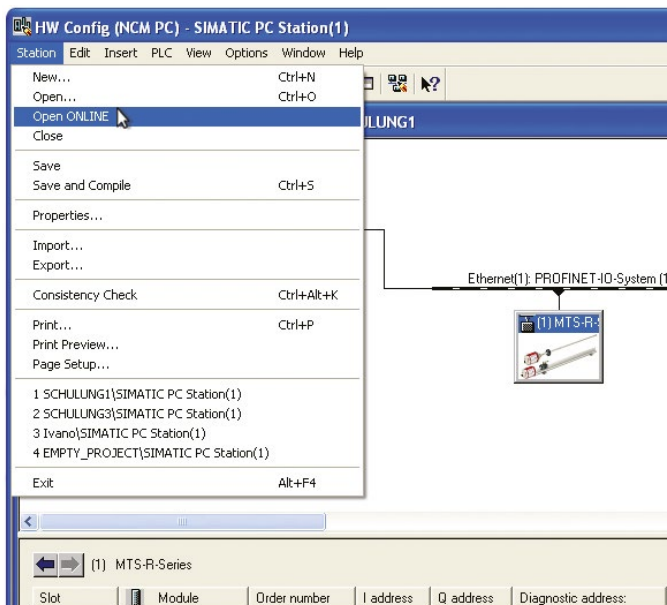 HW Config (NCM PC) - SIMATIC PC Station(1)
Station Edit Insert PLC View Options Window Help
New... Ctrl+N
Open... Ctrl+O
Open ONLINE
JLUNG1
Close
Save
Save and Compile Ctrl+S
Properties...
Import...
Export...
Ethernet(1): PROFINET-IO-System (1
Consistency Check Ctrl+Alt+K
Print... Ctrl+P
(1) MTS-R-S
Print Preview...
Page Setup...
1 SCHULUNG1\SIMATIC PC Station(1)
2 SCHULUNG3\SIMATIC PC Station(1)
3 Ivano\SIMATIC PC Station(1)
4 EMPTY_PROJECT\SIMATIC PC Station(1)
Exit Alt+F4
(1) MTS-R-Series
Slot Module Order number I address Q address Diagnostic address: